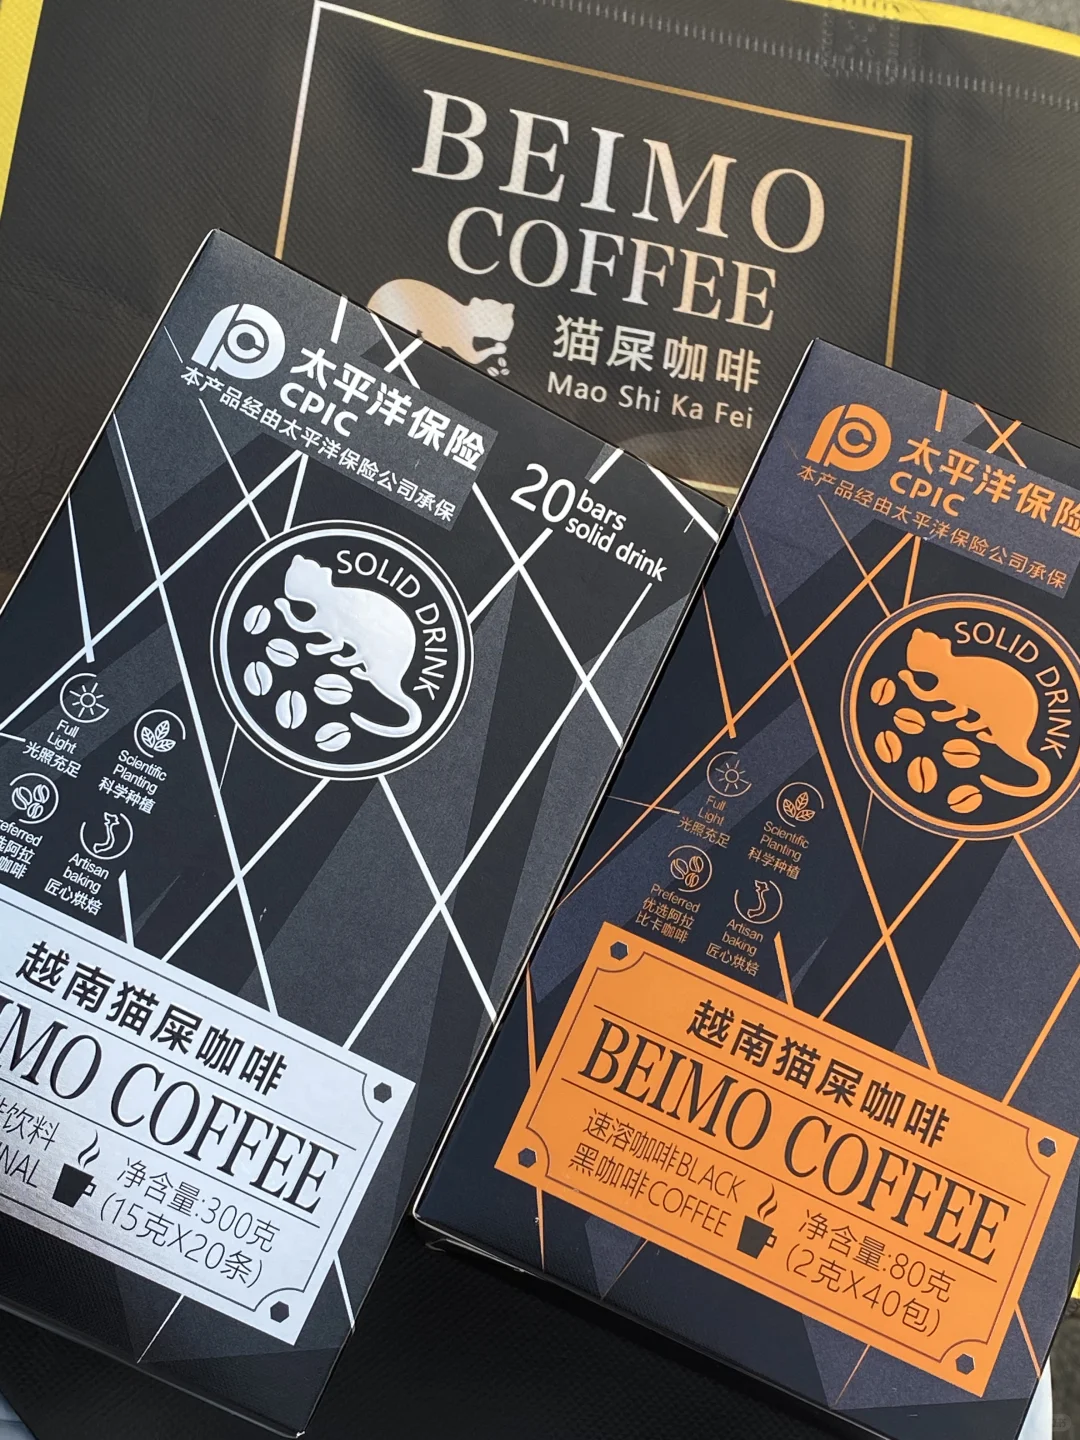 BEIMO
COFFEE
猫屎咖啡
Mao Shi Ka Fei
太平洋保险
CPIC
本产品经由太平洋保险公司承保
20 bars
solid drink
SOLID DRINK
Full
Light
光照充足
Scientific
Planting
科学种植
Artisan
baking
匠心烘焙
越南猫屎咖啡
COFFEE
饮料
净含量:300克
(15克X20条)
太平洋保险
CPIC
本产品经由太平洋保险公司承保
SOLID DRINK
Full
Light
光照充足
Scientific
Planting
科学种植
Preferred
优选阿拉
比卡咖啡
Artisan
baking
匠心烘焙
越南猫屎咖啡
BEIMO COFFEE
速溶咖啡BLACK
黑咖啡COFFEE
净含量:80克
(2克X40包)